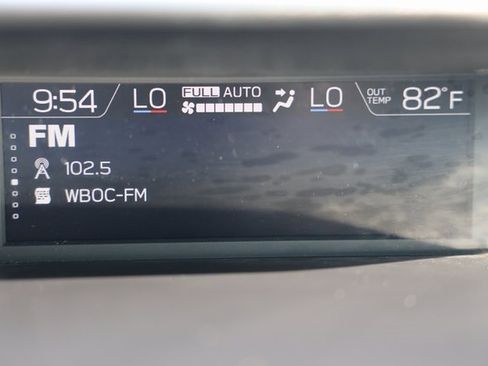 9:54 LO FULL AUTO LO OUT TEMP 82°F
FM
102.5
WBOC-FM